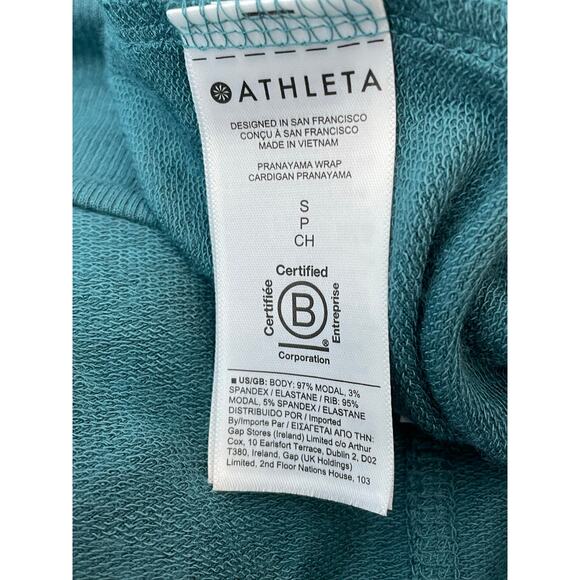 ATHLETA
DESIGNED IN SAN FRANCISCO
CONÇU À SAN FRANCISCO
MADE IN VIETNAM
PRANAYAMA WRAP
CARDIGAN PRANAYAMA
S
P
CH
Certified
Certifiée
B
Entreprise
®
Corporation
■ US/GB: BODY: 97% MODAL, 3%
SPANDEX / ELASTANE / RIB: 95%
MODAL, 5% SPANDEX / ELASTANE
DISTRIBUIDO POR / Imported
By/Importe Par / ΕΙΣΑΓΕΤΑΙ ΑΠΟ ΤΗΝ:
Gap Stores (Ireland) Limited c/o Arthur
Cox, 10 Earlsfort Terrace, Dublin 2, D02
T380, Ireland, Gap (UK Holdings)
Limited, 2nd Floor Nations House, 103